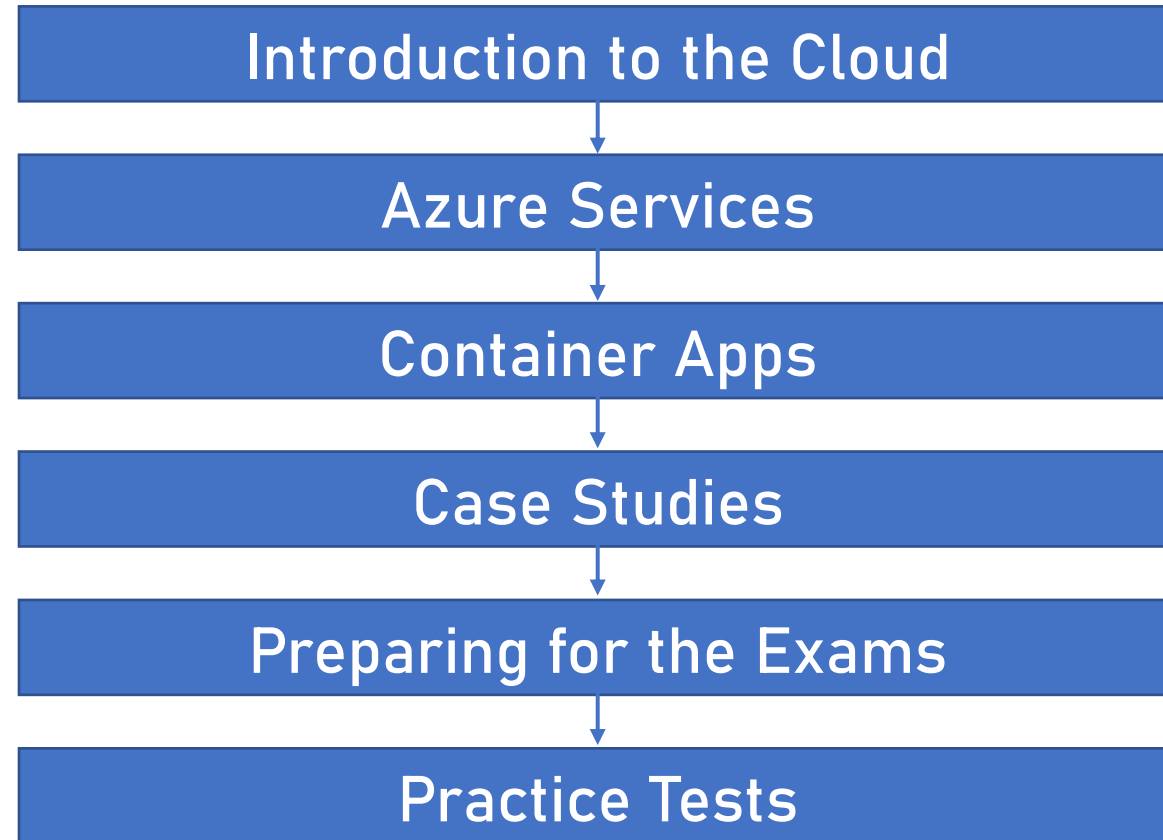 Introduction to the Cloud
Azure Services
Container Apps
Case Studies
Preparing for the Exams
Practice Tests